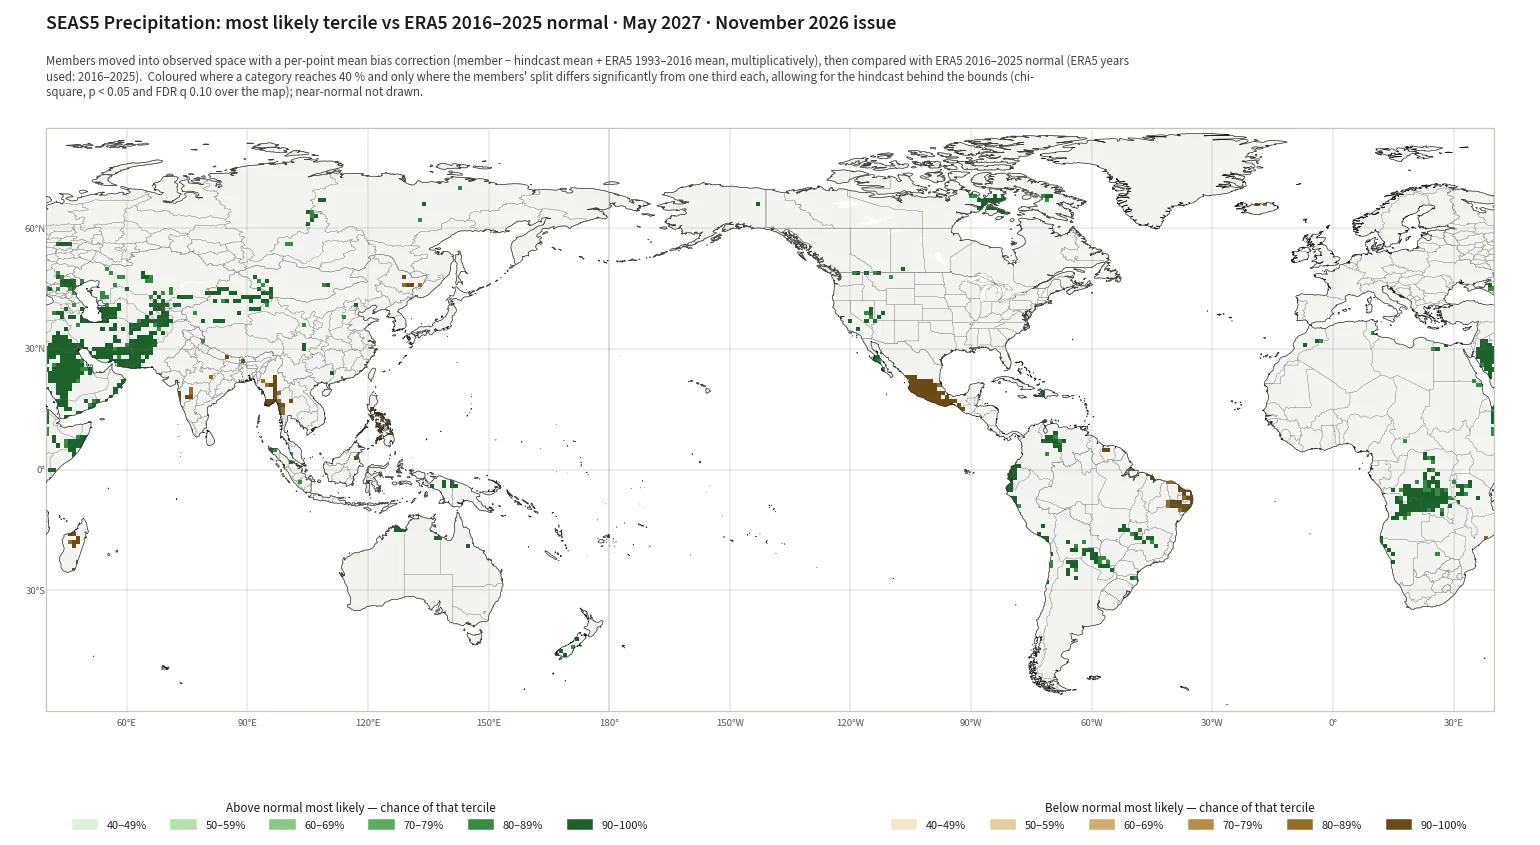 SEAS5 Precipitation: most likely tercile vs ERA5 2016–2025 normal · May 2027 · November 2026 issue
Members moved into observed space with a per-point mean bias correction (member − hindcast mean + ERA5 1993–2016 mean, multiplicatively), then compared with ERA5 2016–2025 normal (ERA5 years
used: 2016–2025).  Coloured where a category reaches 40 % and only where the members' split differs significantly from one third each, allowing for the hindcast behind the bounds (chi-
square, p < 0.05 and FDR q 0.10 over the map); near-normal not drawn.
60°N
30°N
0°
30°S
60°E 90°E 120°E 150°E 180° 150°W 120°W 90°W 60°W 30°W 0° 30°E
Above normal most likely — chance of that tercile
40–49% 50–59% 60–69% 70–79% 80–89% 90–100%
Below normal most likely — chance of that tercile
40–49% 50–59% 60–69% 70–79% 80–89% 90–100%